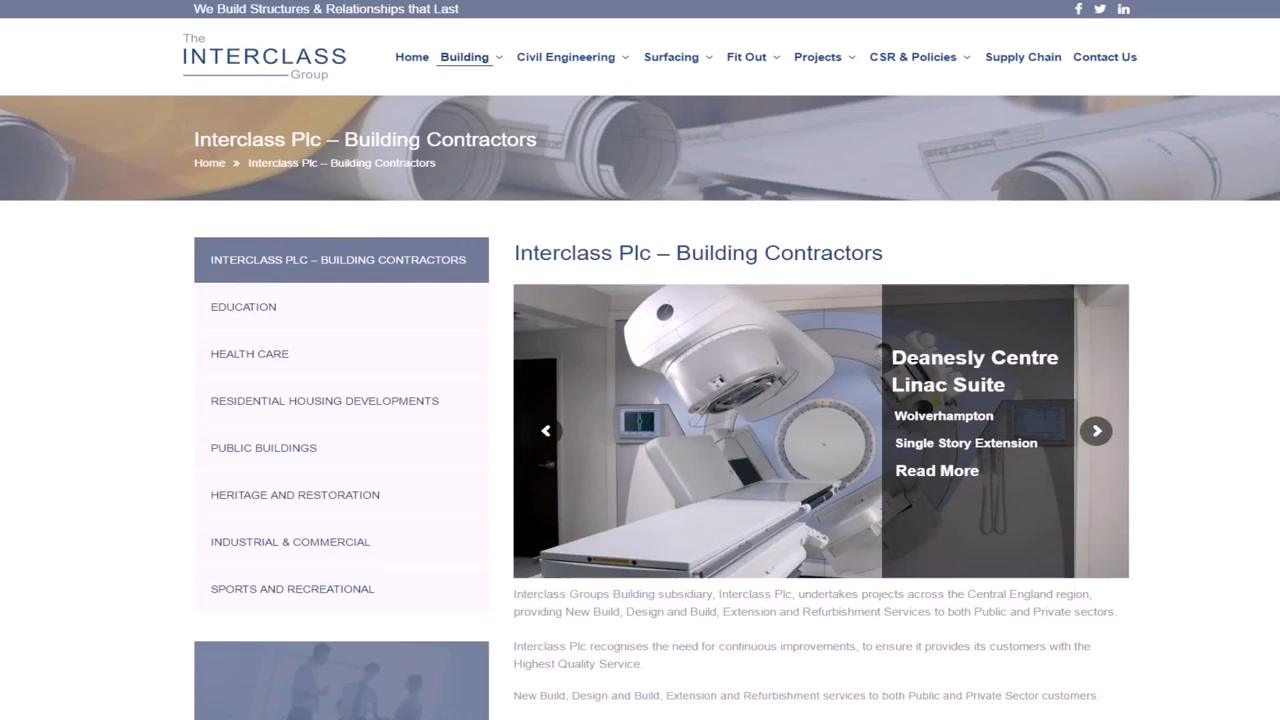 We Build Structures & Relationships that Last
The
INTERCLASS
Group
Home Building Civil Engineering Surfacing Fit Out Projects CSR & Policies Supply Chain Contact Us
Interclass Plc – Building Contractors
Home » Interclass Plc – Building Contractors
INTERCLASS PLC – BUILDING CONTRACTORS
EDUCATION
HEALTH CARE
RESIDENTIAL HOUSING DEVELOPMENTS
PUBLIC BUILDINGS
HERITAGE AND RESTORATION
INDUSTRIAL & COMMERCIAL
SPORTS AND RECREATIONAL
Interclass Plc – Building Contractors
Deanesly Centre
Linac Suite
Wolverhampton
Single Story Extension
Read More
Interclass Groups Building subsidiary, Interclass Plc, undertakes projects across the Central England region,
providing New Build, Design and Build, Extension and Refurbishment Services to both Public and Private sectors.
Interclass Plc recognises the need for continuous improvements, to ensure it provides its customers with the
Highest Quality Service.
New Build, Design and Build, Extension and Refurbishment services to both Public and Private Sector customers.